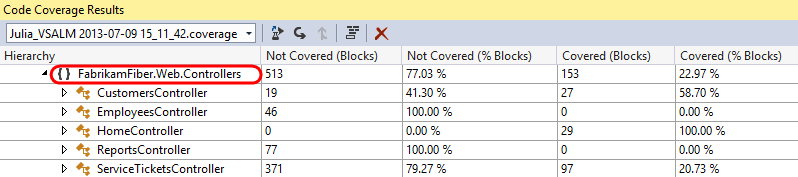 Code Coverage Results
Julia_VSALM 2013-07-09 15_11_42.coverage
Hierarchy Not Covered (Blocks) Not Covered (% Blocks) Covered (Blocks) Covered (% Blocks)
{ } FabrikamFiber.Web.Controllers 513 77.03 % 153 22.97 %
CustomersController 19 41.30 % 27 58.70 %
EmployeesController 46 100.00 % 0 0.00 %
HomeController 0 0.00 % 29 100.00 %
ReportsController 77 100.00 % 0 0.00 %
ServiceTicketsController 371 79.27 % 97 20.73 %